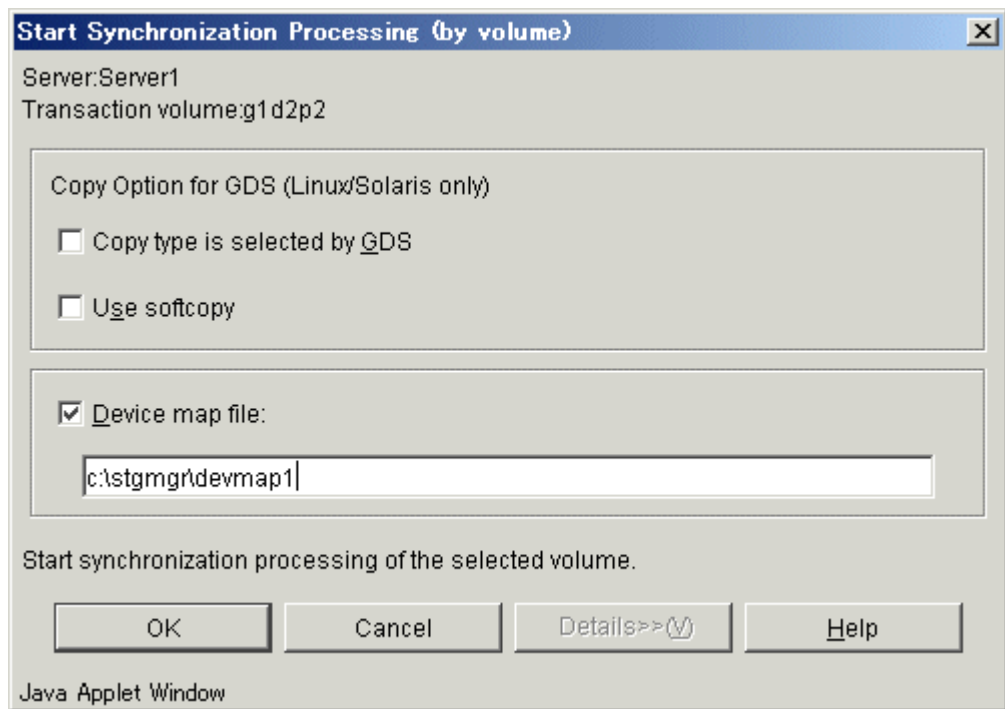 Start Synchronization Processing (by volume)
Server:Server1
Transaction volume:g1d2p2
Copy Option for GDS (Linux/Solaris only)
Copy type is selected by GDS
Use softcopy
Device map file:
c:\stgmgr\devmap1
Start synchronization processing of the selected volume.
OK Cancel Details>>(V) Help
Java Applet Window